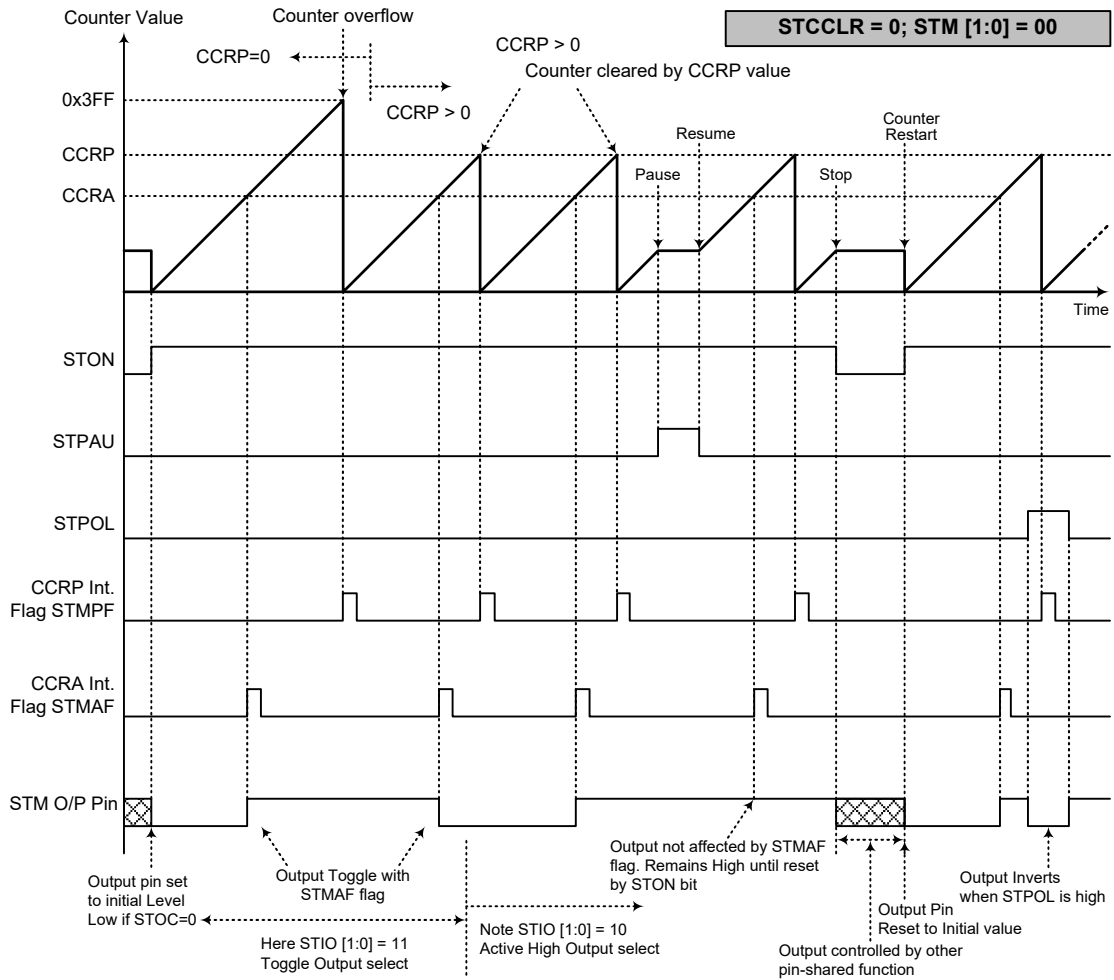 Counter Value
Counter overflow
STCCLR = 0; STM [1:0] = 00
CCRP=0
CCRP > 0
CCRP > 0
Counter cleared by CCRP value
0x3FF
CCRP
CCRA
Pause
Resume
Stop
Counter
Restart
Time
STON
STPAU
STPOL
CCRP Int.
Flag STMPF
CCRA Int.
Flag STMAF
STM O/P Pin
Output pin set
to initial Level
Low if STOC=0
Output Toggle with
STMAF flag
Here STIO [1:0] = 11
Toggle Output select
Note STIO [1:0] = 10
Active High Output select
Output not affected by STMAF
flag. Remains High until reset
by STON bit
Output controlled by other
pin-shared function
Output Pin
Reset to Initial value
Output Inverts
when STPOL is high